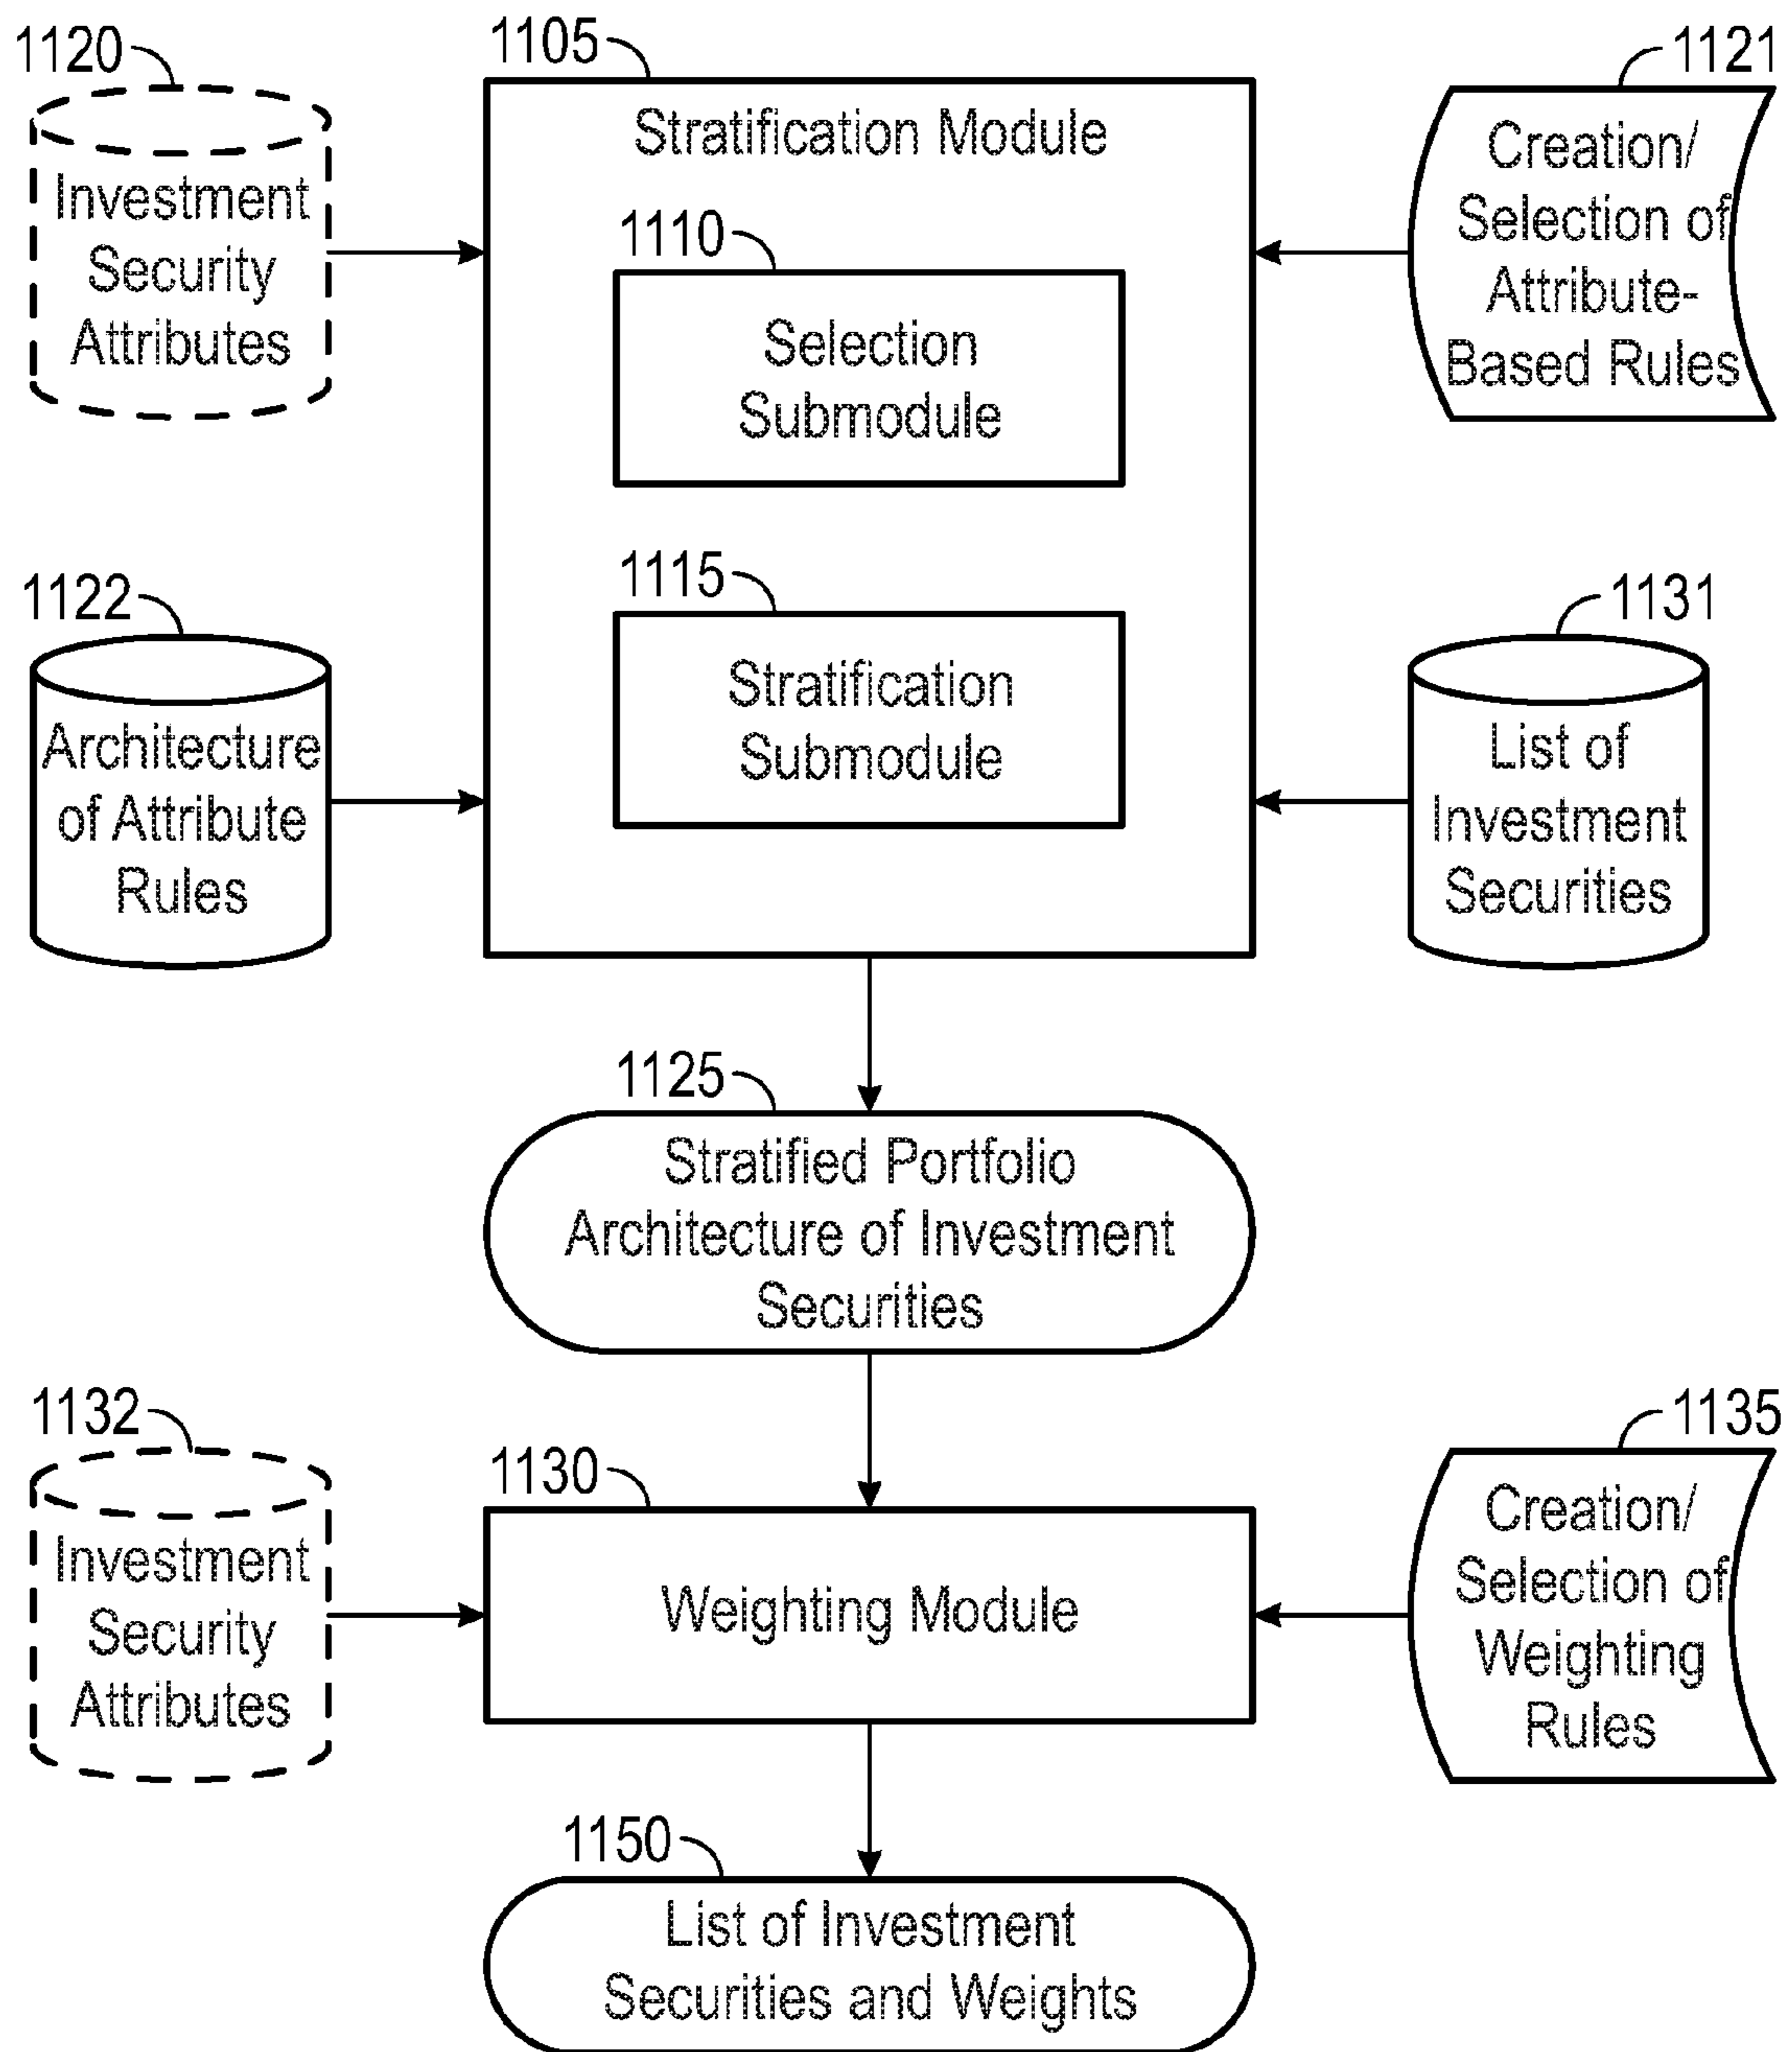 1120
Investment
Security
Attributes
1105
Stratification Module
1110
Selection
Submodule
1115
Stratification
Submodule
1121
Creation/
Selection of
Attribute-
Based Rules
1122
Architecture
of Attribute
Rules
1131
List of
Investment
Securities
1125
Stratified Portfolio
Architecture of Investment
Securities
1132
Investment
Security
Attributes
1130
Weighting Module
1135
Creation/
Selection of
Weighting
Rules
1150
List of Investment
Securities and Weights